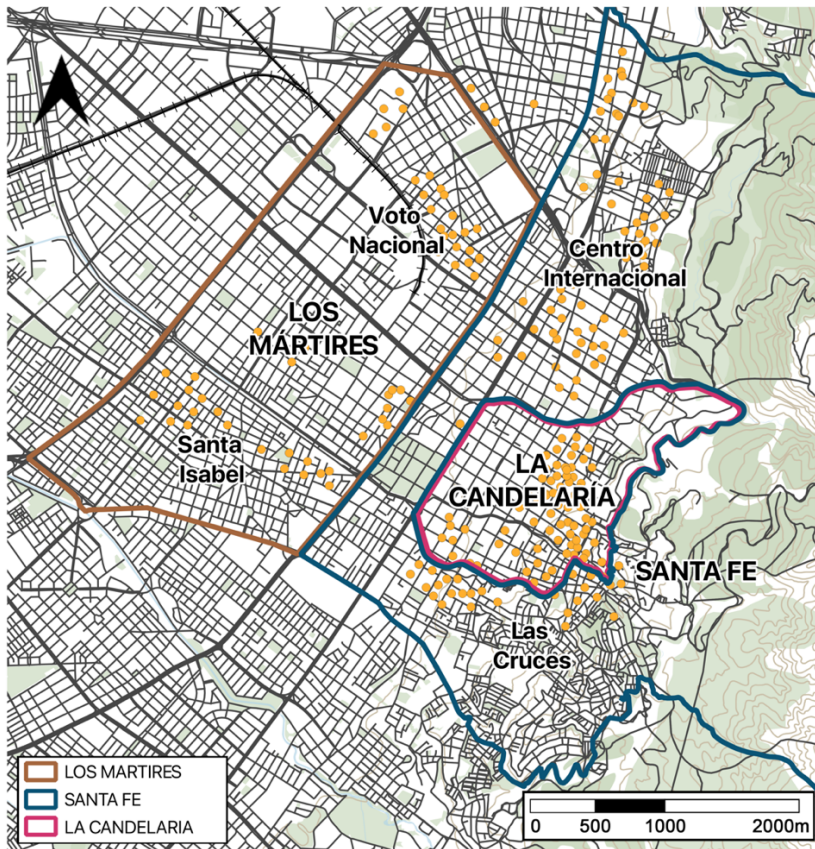 Voto
Nacional
Centro
Internacional
LOS
MÁRTIRES
Santa
Isabel
LA
CANDELARÍA
SANTA FE
Las
Cruces
LOS MARTIRES
SANTA FE
LA CANDELARIA
0 500 1000 2000m